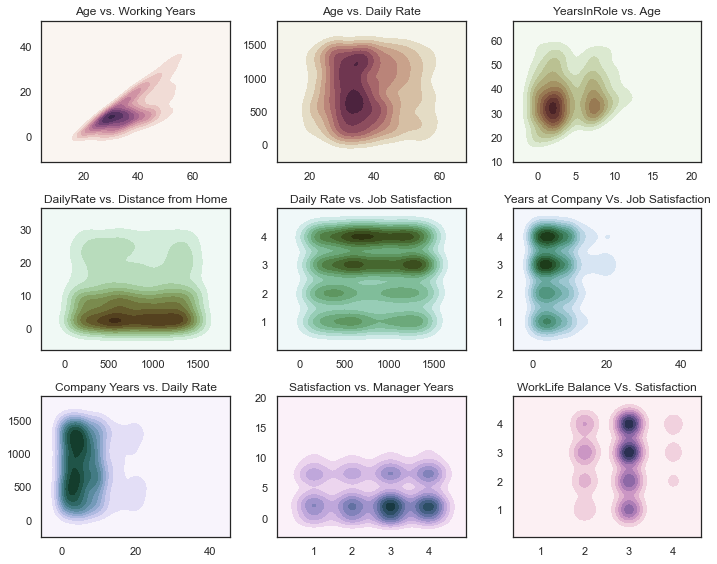 Age vs. Working Years
40
20
0
20 40 60
Age vs. Daily Rate
1500
1000
500
0
20 40 60
YearsInRole vs. Age
60
50
40
30
20
10
0 10 20
DailyRate vs. Distance from Home
30
20
10
0
0 500 1000 1500
Daily Rate vs. Job Satisfaction
4
3
2
1
0 500 1000 1500
Years at Company Vs. Job Satisfaction
4
3
2
1
0 20 40
Company Years vs. Daily Rate
1500
1000
500
0
0 20 40
Satisfaction vs. Manager Years
20
15
10
5
0
1 2 3 4
WorkLife Balance Vs. Satisfaction
4
3
2
1
1 2 3 4